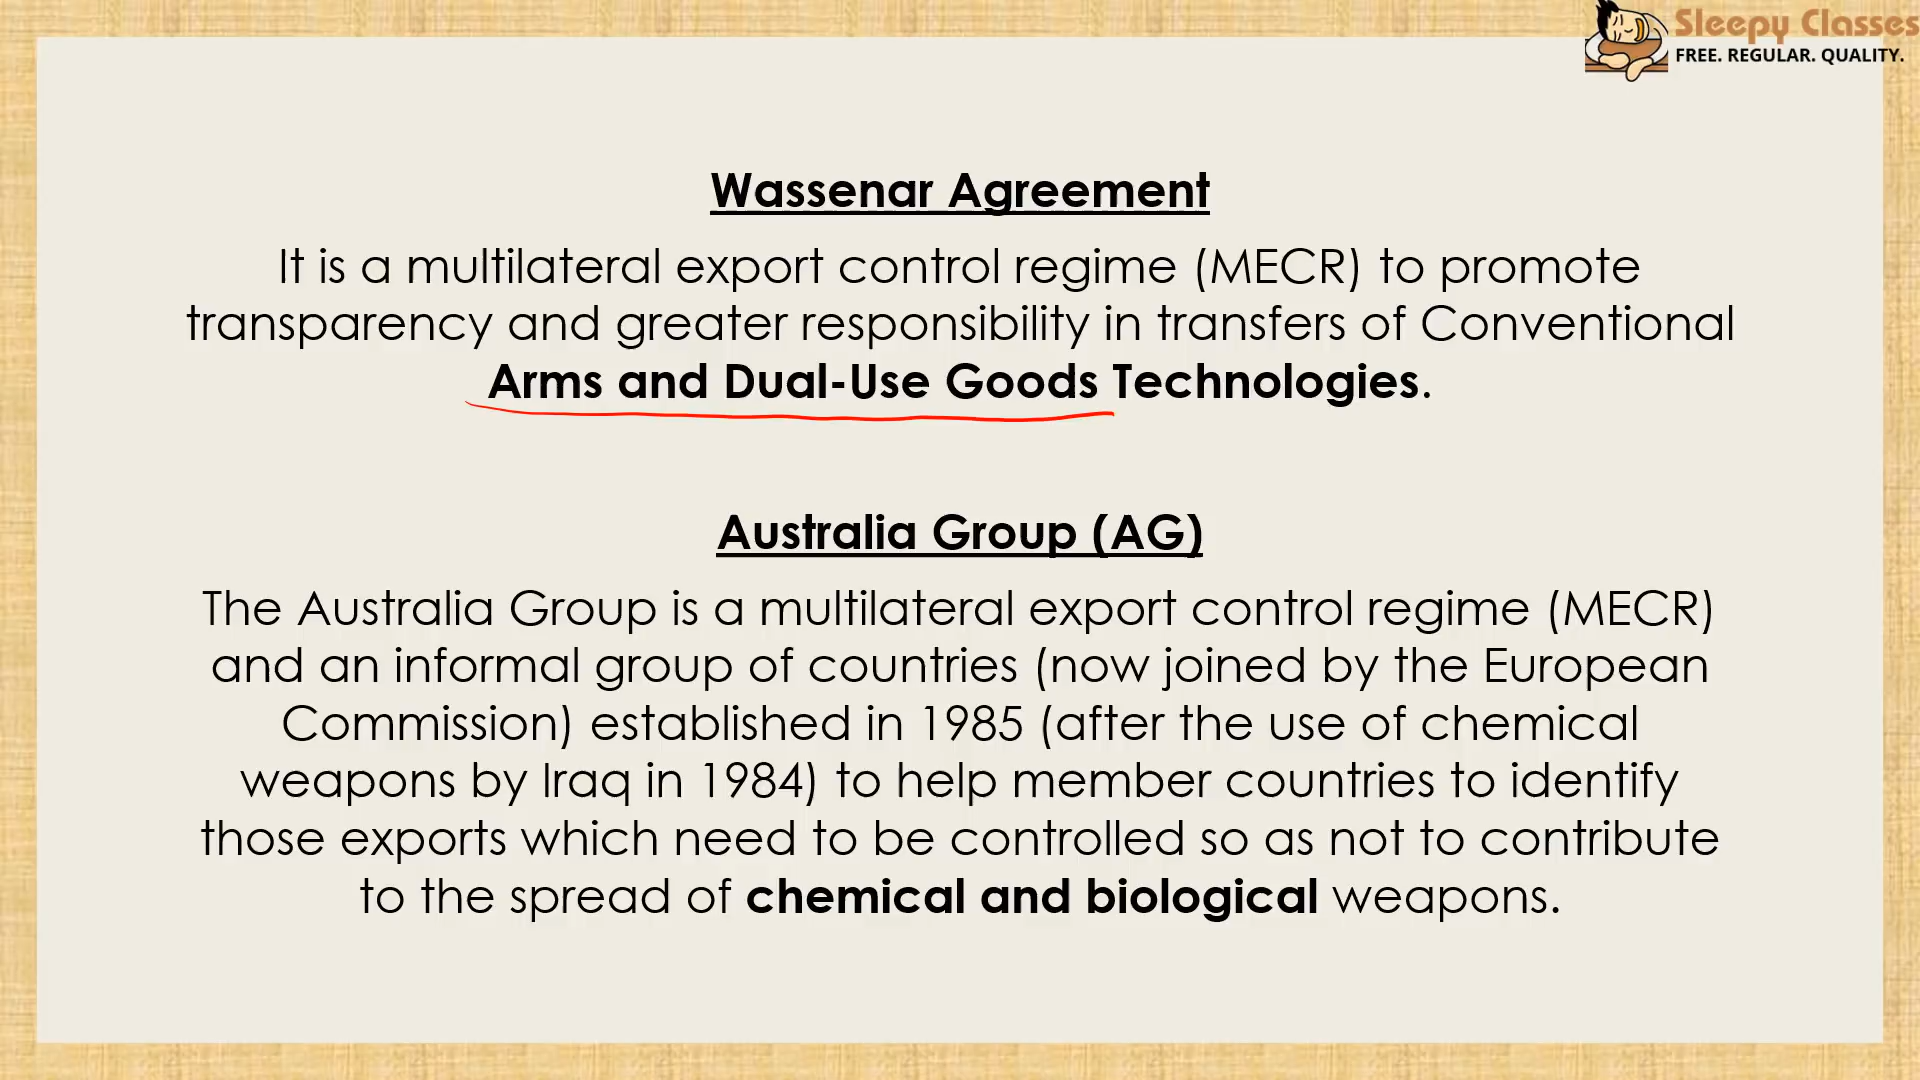 Sleepy Classes
FREE. REGULAR. QUALITY.
Wassenar Agreement
It is a multilateral export control regime (MECR) to promote
transparency and greater responsibility in transfers of Conventional
Arms and Dual-Use Goods Technologies.
Australia Group (AG)
The Australia Group is a multilateral export control regime (MECR)
and an informal group of countries (now joined by the European
Commission) established in 1985 (after the use of chemical
weapons by Iraq in 1984) to help member countries to identify
those exports which need to be controlled so as not to contribute
to the spread of chemical and biological weapons.